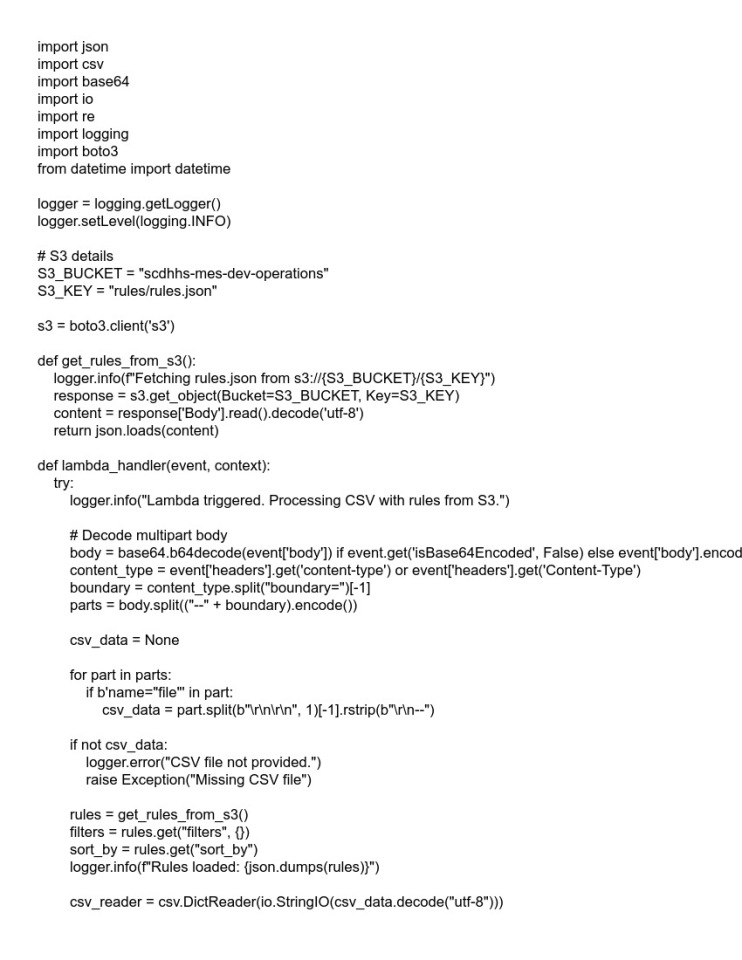 import json
import csv
import base64
import io
import re
import logging
import boto3
from datetime import datetime
logger = logging.getLogger()
logger.setLevel(logging.INFO)
# S3 details
S3_BUCKET = "scdhhs-mes-dev-operations"
S3_KEY = "rules/rules.json"
s3 = boto3.client('s3')
def get_rules_from_s3():
logger.info(f"Fetching rules.json from s3://{S3_BUCKET}/{S3_KEY}")
response = s3.get_object(Bucket=S3_BUCKET, Key=S3_KEY)
content = response['Body'].read().decode('utf-8')
return json.loads(content)
def lambda_handler(event, context):
try:
logger.info("Lambda triggered. Processing CSV with rules from S3.")
# Decode multipart body
body = base64.b64decode(event['body']) if event.get('isBase64Encoded', False) else event['body'].encod
content_type = event['headers'].get('content-type') or event['headers'].get('Content-Type')
boundary = content_type.split("boundary=")[-1]
parts = body.split(("--" + boundary).encode())
csv_data = None
for part in parts:
if b'name="file"' in part:
csv_data = part.split(b"\r\n\r\n", 1)[-1].rstrip(b"\r\n--")
if not csv_data:
logger.error("CSV file not provided.")
raise Exception("Missing CSV file")
rules = get_rules_from_s3()
filters = rules.get("filters", {})
sort_by = rules.get("sort_by")
logger.info(f"Rules loaded: {json.dumps(rules)}")
csv_reader = csv.DictReader(io.StringIO(csv_data.decode("utf-8")))